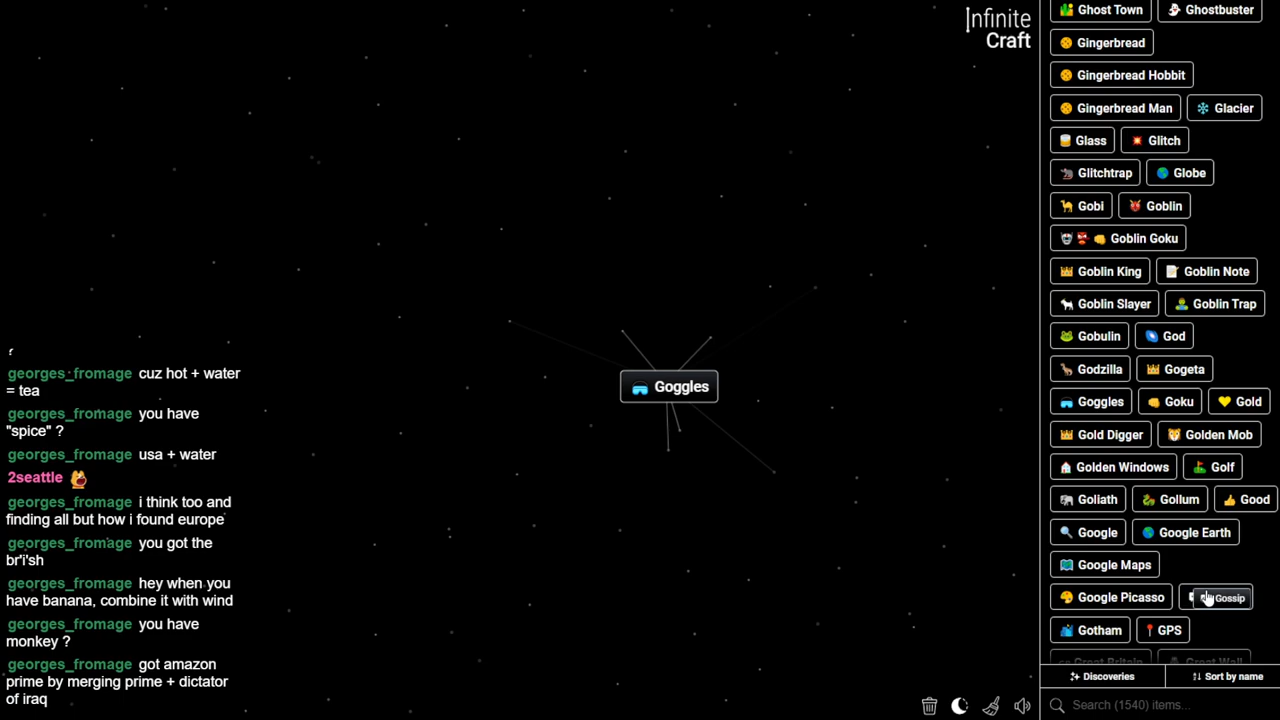 Infinite
Craft
Ghost Town Ghostbuster
Gingerbread
Gingerbread Hobbit
Gingerbread Man Glacier
Glass Glitch
Glitchtrap Globe
Gobi Goblin
Goblin Goku
Goblin King Goblin Note
Goblin Slayer Goblin Trap
Gobulin God
Godzilla Gogeta
Goggles Goku Gold
Gold Digger Golden Mob
Golden Windows Golf
Goliath Gollum Good
Google Google Earth
Google Maps
Google Picasso Gossip
Gotham GPS
Great Britain Great Wall
Discoveries Sort by name
Search (1540) items...
Goggles
?
georges_fromage cuz hot + water
= tea
georges_fromage you have
"spice" ?
georges_fromage usa + water
2seattle
georges_fromage i think too and
finding all but how i found europe
georges_fromage you got the
br'i'sh
georges_fromage hey when you
have banana, combine it with wind
georges_fromage you have
monkey ?
georges_fromage got amazon
prime by merging prime + dictator
of iraq